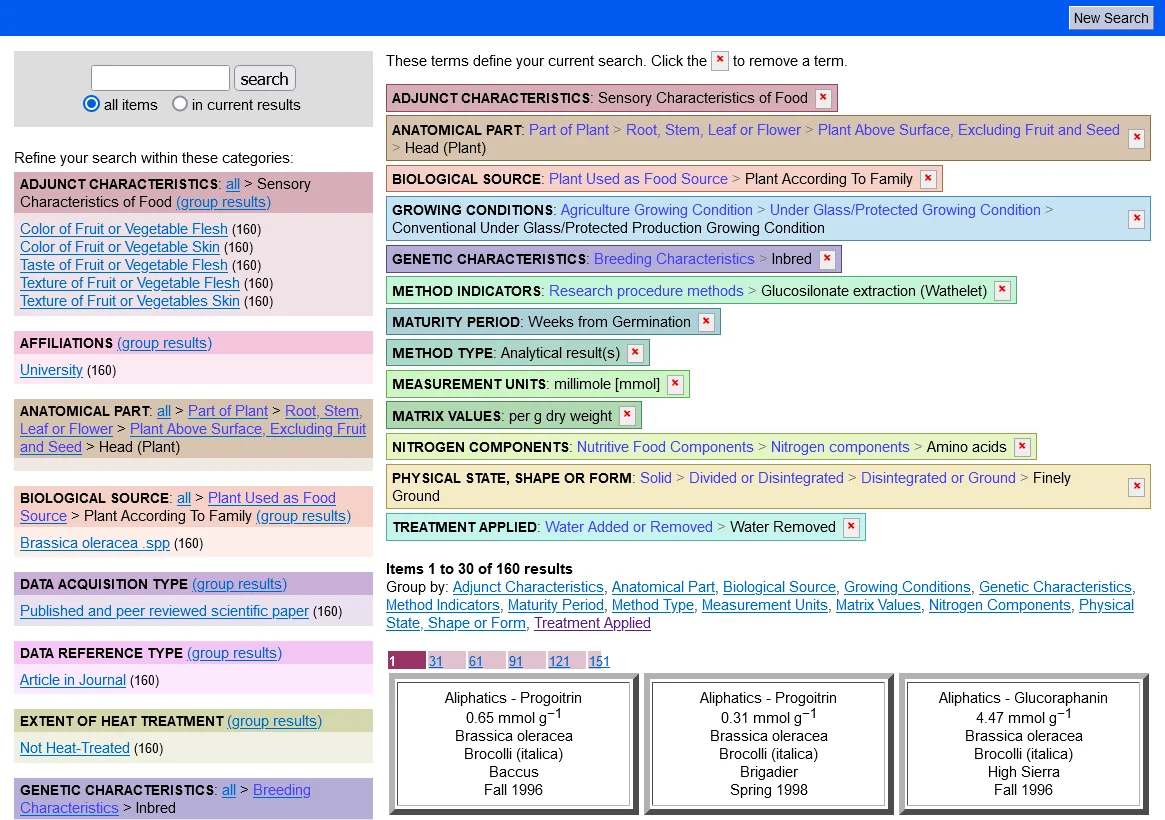 New Search
search
all items in current results
Refine your search within these categories:
ADJUNCT CHARACTERISTICS: all > Sensory
Characteristics of Food (group results)
Color of Fruit or Vegetable Flesh (160)
Color of Fruit or Vegetable Skin (160)
Taste of Fruit or Vegetable Flesh (160)
Texture of Fruit or Vegetable Flesh (160)
Texture of Fruit or Vegetables Skin (160)
AFFILIATIONS (group results)
University (160)
ANATOMICAL PART: all > Part of Plant > Root, Stem,
Leaf or Flower > Plant Above Surface, Excluding Fruit
and Seed > Head (Plant)
BIOLOGICAL SOURCE: all > Plant Used as Food
Source > Plant According To Family (group results)
Brassica oleracea .spp (160)
DATA ACQUISITION TYPE (group results)
Published and peer reviewed scientific paper (160)
DATA REFERENCE TYPE (group results)
Article in Journal (160)
EXTENT OF HEAT TREATMENT (group results)
Not Heat-Treated (160)
GENETIC CHARACTERISTICS: all > Breeding
Characteristics > Inbred
These terms define your current search. Click the × to remove a term.
ADJUNCT CHARACTERISTICS: Sensory Characteristics of Food ×
ANATOMICAL PART: Part of Plant > Root, Stem, Leaf or Flower > Plant Above Surface, Excluding Fruit and Seed
> Head (Plant) ×
BIOLOGICAL SOURCE: Plant Used as Food Source > Plant According To Family ×
GROWING CONDITIONS: Agriculture Growing Condition > Under Glass/Protected Growing Condition >
Conventional Under Glass/Protected Production Growing Condition ×
GENETIC CHARACTERISTICS: Breeding Characteristics > Inbred ×
METHOD INDICATORS: Research procedure methods > Glucosilonate extraction (Wathelet) ×
MATURITY PERIOD: Weeks from Germination ×
METHOD TYPE: Analytical result(s) ×
MEASUREMENT UNITS: millimole [mmol] ×
MATRIX VALUES: per g dry weight ×
NITROGEN COMPONENTS: Nutritive Food Components > Nitrogen components > Amino acids ×
PHYSICAL STATE, SHAPE OR FORM: Solid > Divided or Disintegrated > Disintegrated or Ground > Finely
Ground ×
TREATMENT APPLIED: Water Added or Removed > Water Removed ×
Items 1 to 30 of 160 results
Group by: Adjunct Characteristics, Anatomical Part, Biological Source, Growing Conditions, Genetic Characteristics,
Method Indicators, Maturity Period, Method Type, Measurement Units, Matrix Values, Nitrogen Components, Physical
State, Shape or Form, Treatment Applied
1 31 61 91 121 151
Aliphatics - Progoitrin
0.65 mmol g⁻¹
Brassica oleracea
Brocolli (italica)
Baccus
Fall 1996
Aliphatics - Progoitrin
0.31 mmol g⁻¹
Brassica oleracea
Brocolli (italica)
Brigadier
Spring 1998
Aliphatics - Glucoraphanin
4.47 mmol g⁻¹
Brassica oleracea
Brocolli (italica)
High Sierra
Fall 1996